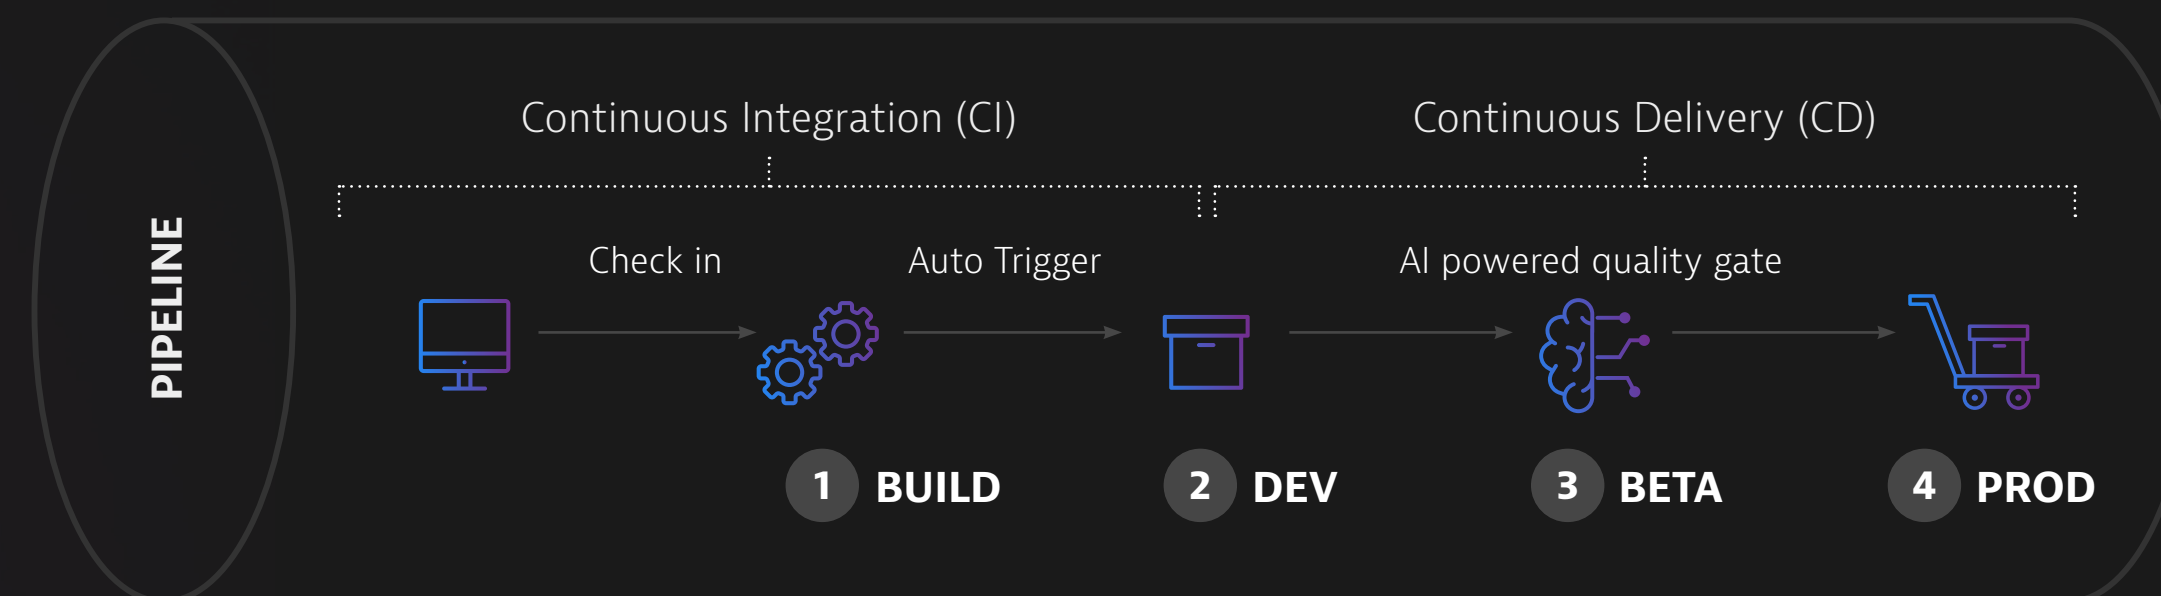 Continuous Integration (CI)
Continuous Delivery (CD)
PIPELINE
Check in
Auto Trigger
AI powered quality gate
1 BUILD
2 DEV
3 BETA
4 PROD